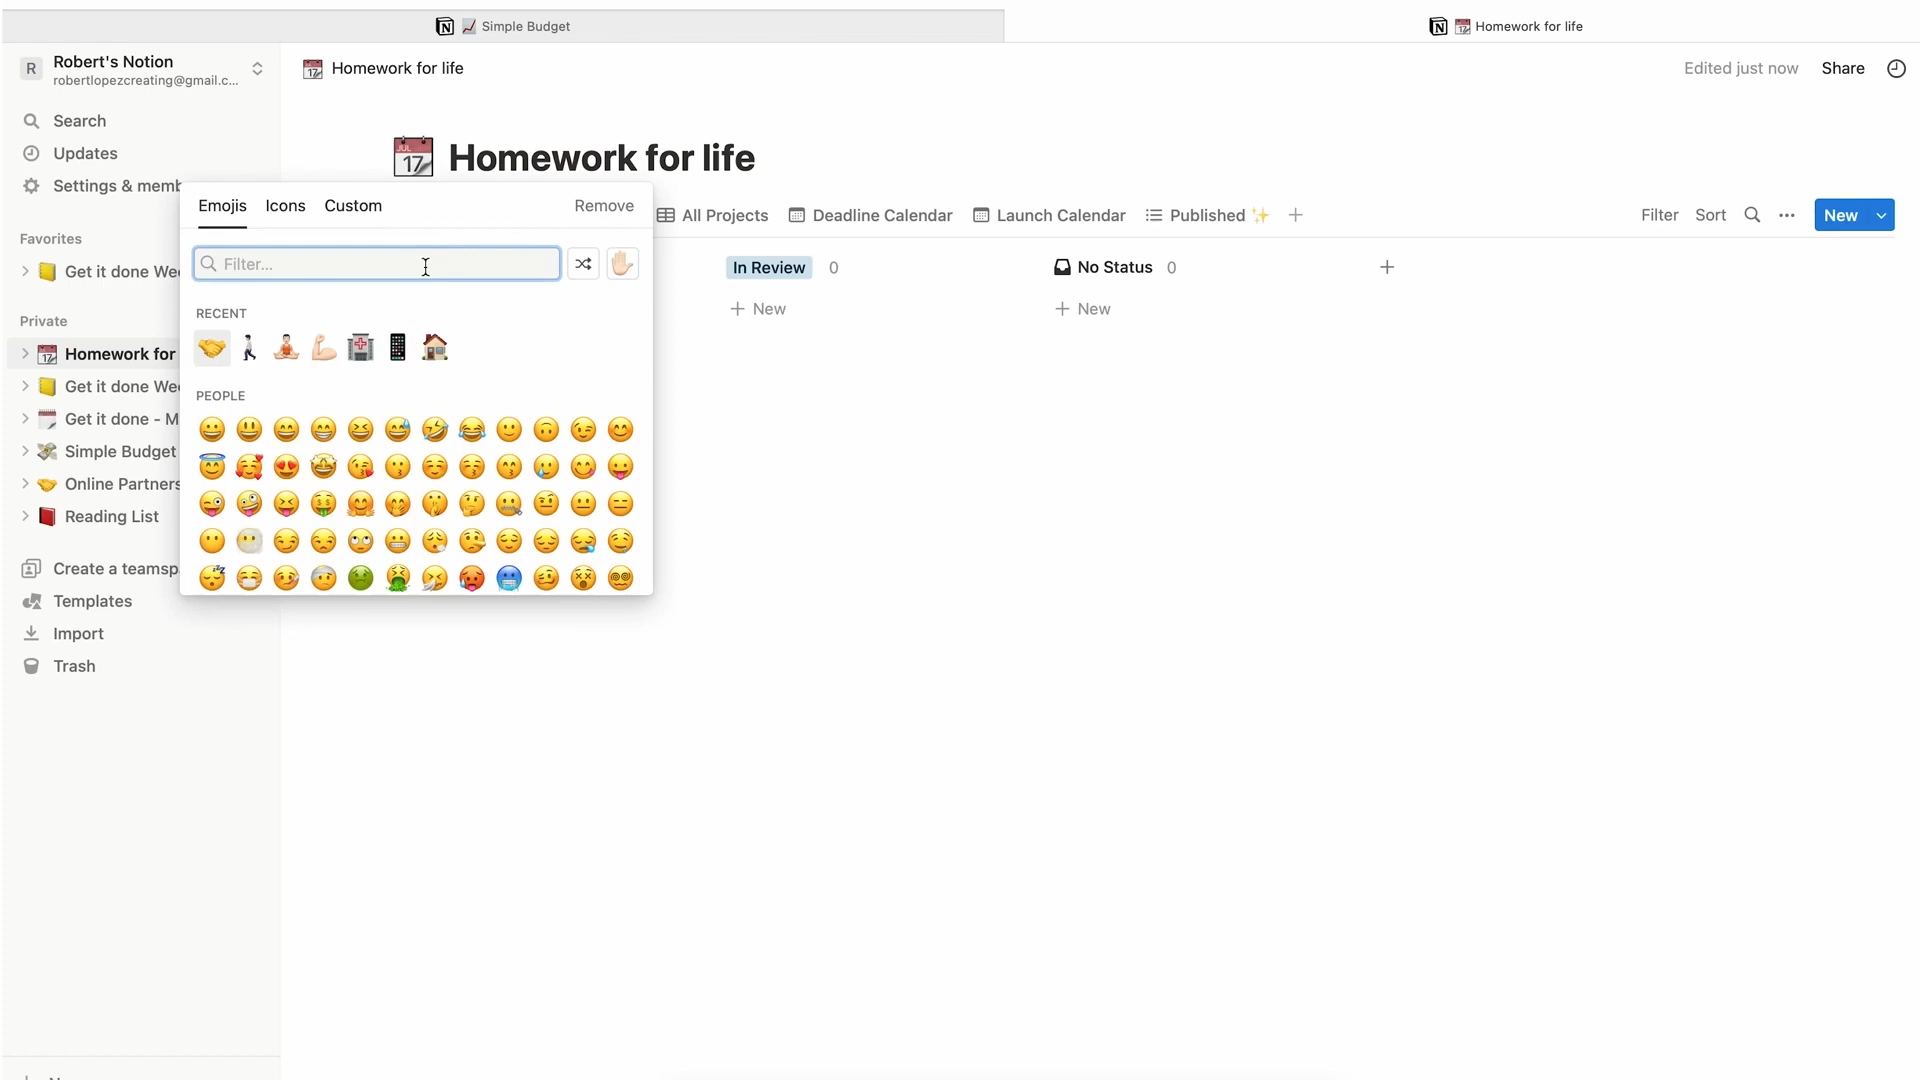 Simple Budget
Homework for life
R
Robert's Notion
robertlopezcreating@gmail.c...
Homework for life
Edited just now
Share
Search
Updates
Settings & memb
JUL
17
Homework for life
Emojis
Icons
Custom
Remove
All Projects
Deadline Calendar
Launch Calendar
Published ✨
Filter
Sort
New
Favorites
Get it done We
Filter...
In Review 0
No Status 0
+ New
+ New
RECENT
Private
Homework for
Get it done We
Get it done - M
Simple Budget
Online Partners
Reading List
PEOPLE
Create a teamsp
Templates
Import
Trash